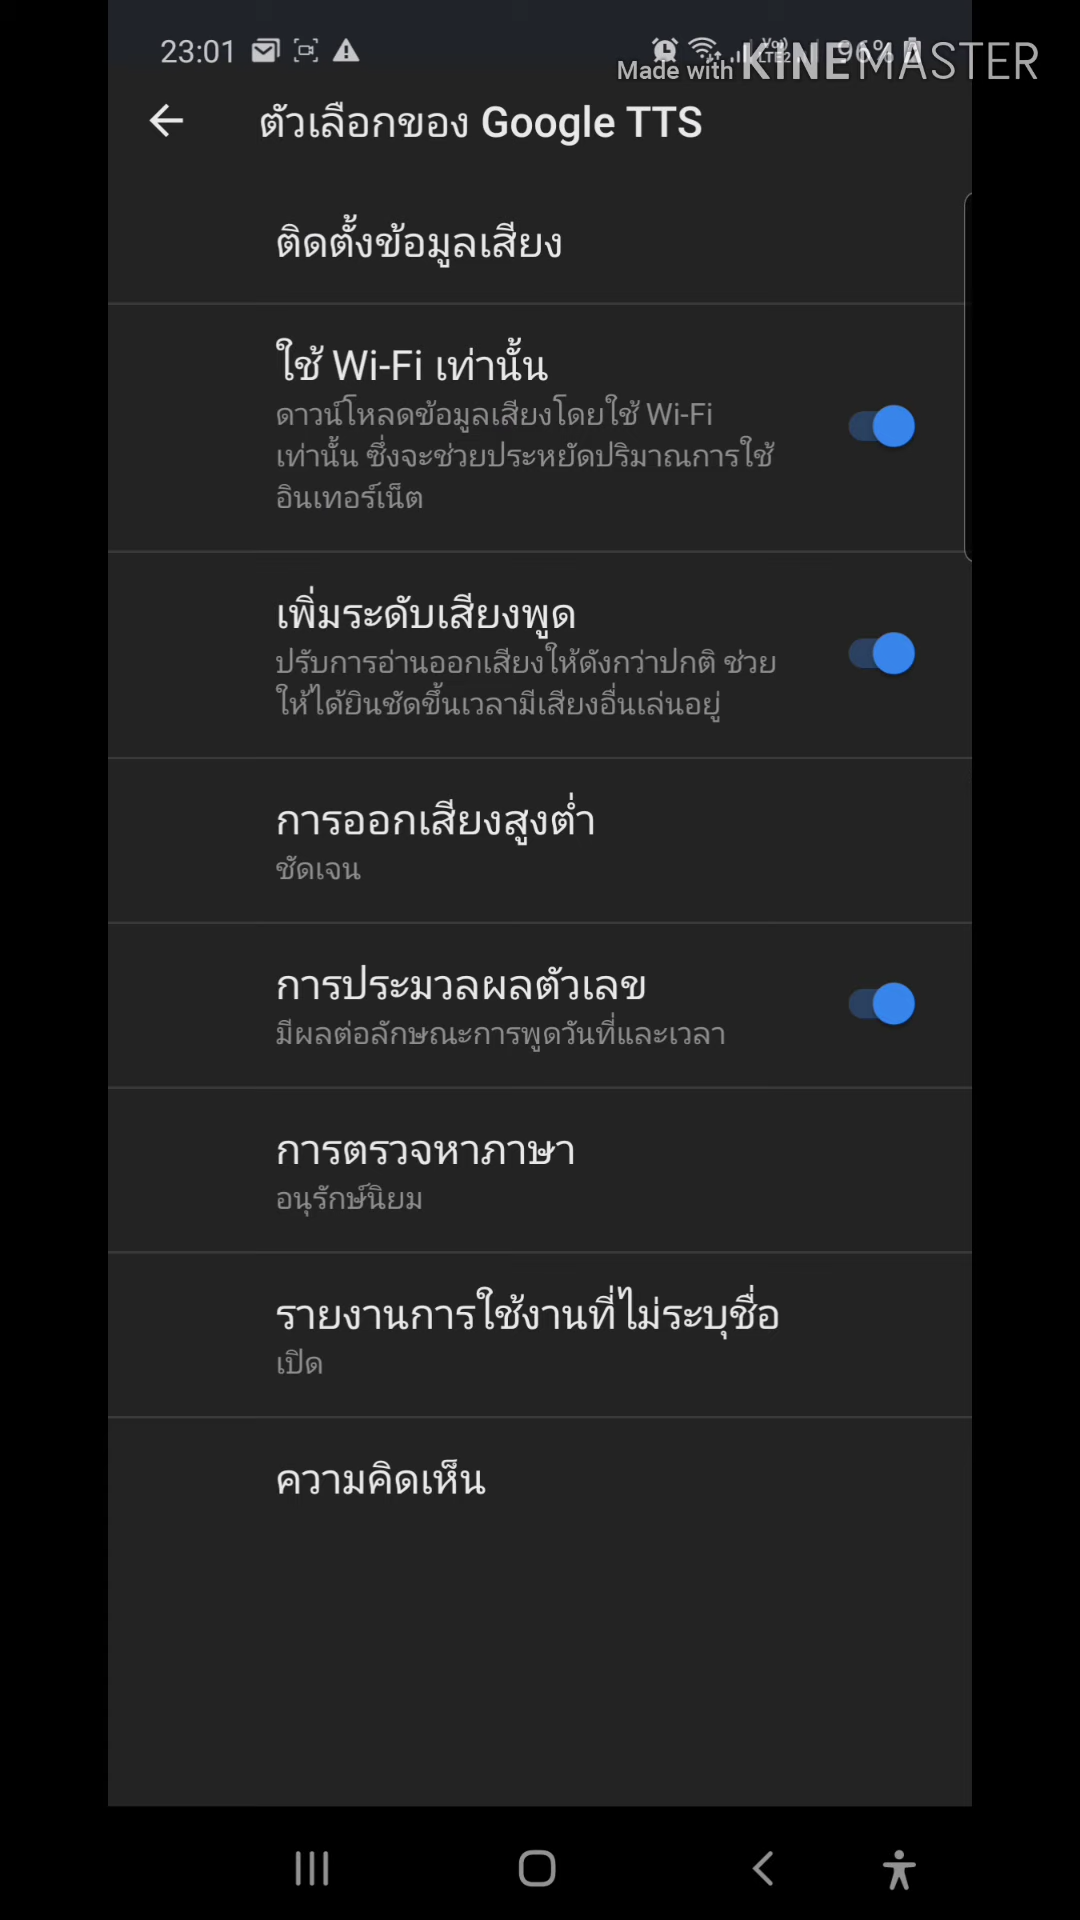 23:01
96%
Made with KINEMASTER
ตัวเลือกของ Google TTS
ติดตั้งข้อมูลเสียง
ใช้ Wi-Fi เท่านั้น
ดาวน์โหลดข้อมูลเสียงโดยใช้ Wi-Fi
เท่านั้น ซึ่งจะช่วยประหยัดปริมาณการใช้
อินเทอร์เน็ต
เพิ่มระดับเสียงพูด
ปรับการอ่านออกเสียงให้ดังกว่าปกติ ช่วย
ให้ได้ยินชัดขึ้นเวลามีเสียงอื่นเล่นอยู่
การออกเสียงสูงต่ำ
ชัดเจน
การประมวลผลตัวเลข
มีผลต่อลักษณะการพูดวันที่และเวลา
การตรวจหาภาษา
อนุรักษ์นิยม
รายงานการใช้งานที่ไม่ระบุชื่อ
เปิด
ความคิดเห็น